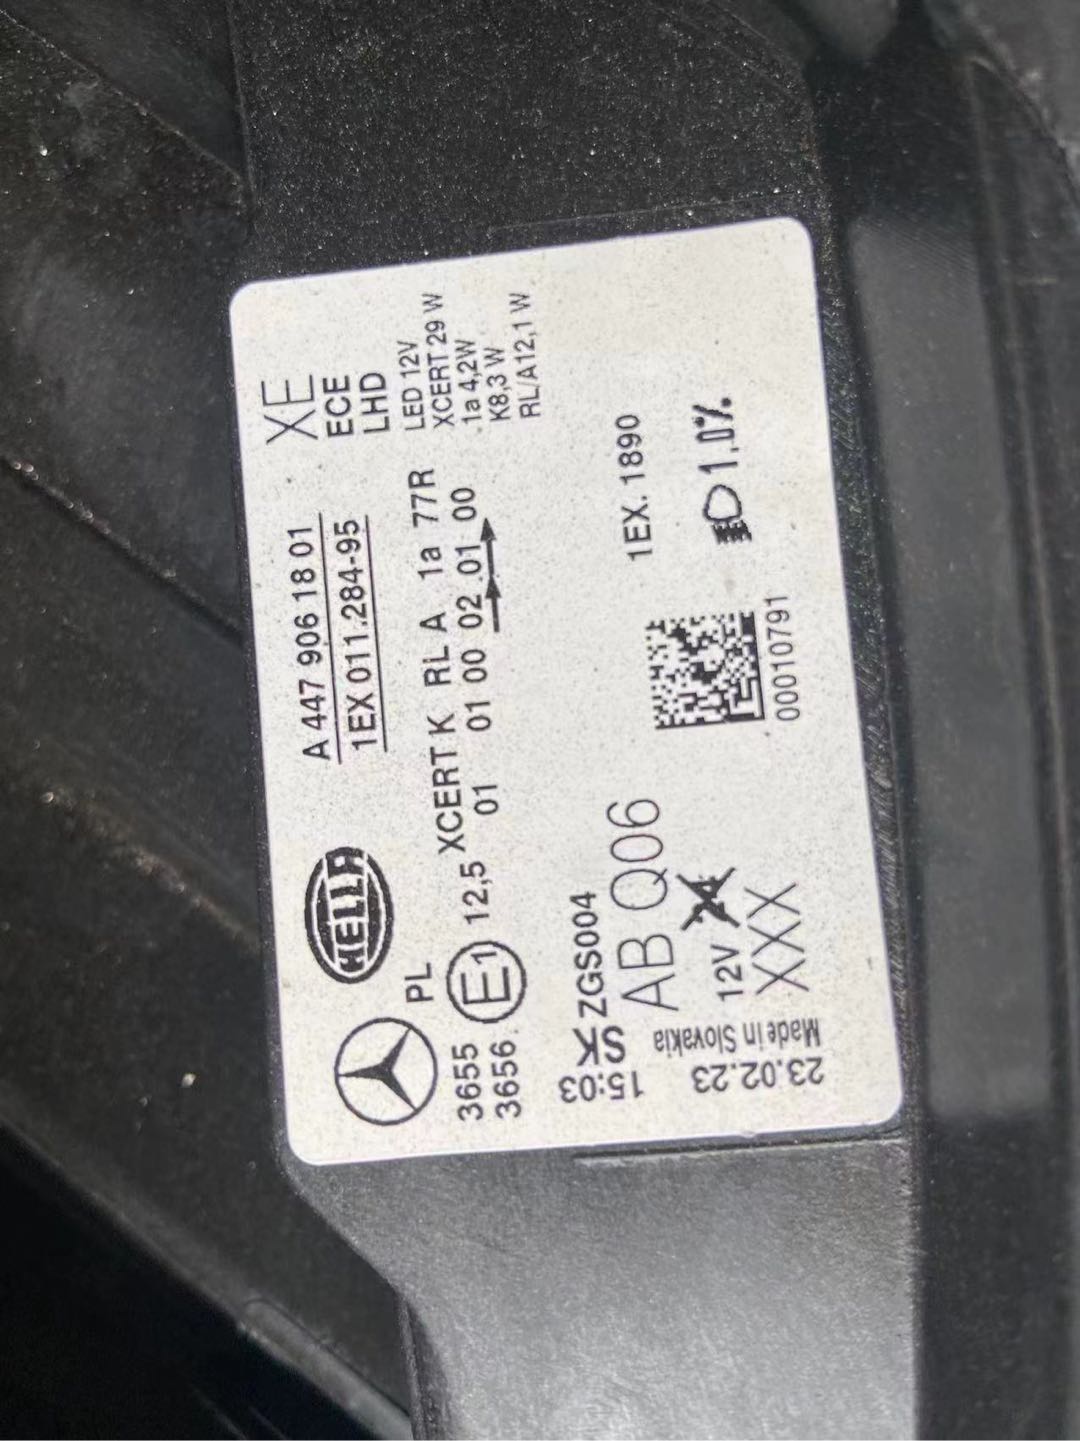 A 447 906 18 01
XE
1EX 011.284-95
ECE
LHD
HELLA
PL
LED 12V
XCERT 29 W
1a 4,2W
K8,3 W
RL/A12,1 W
3655
3656
E1
12,5
XCERT K RL A 1a 77R
01 01 00 02 01 00
15:03
SK
ZGS004
1EX. 1890
AB Q06
Made in Slovakia
23.02.23
12V 24
XXX
1.0%
00010791